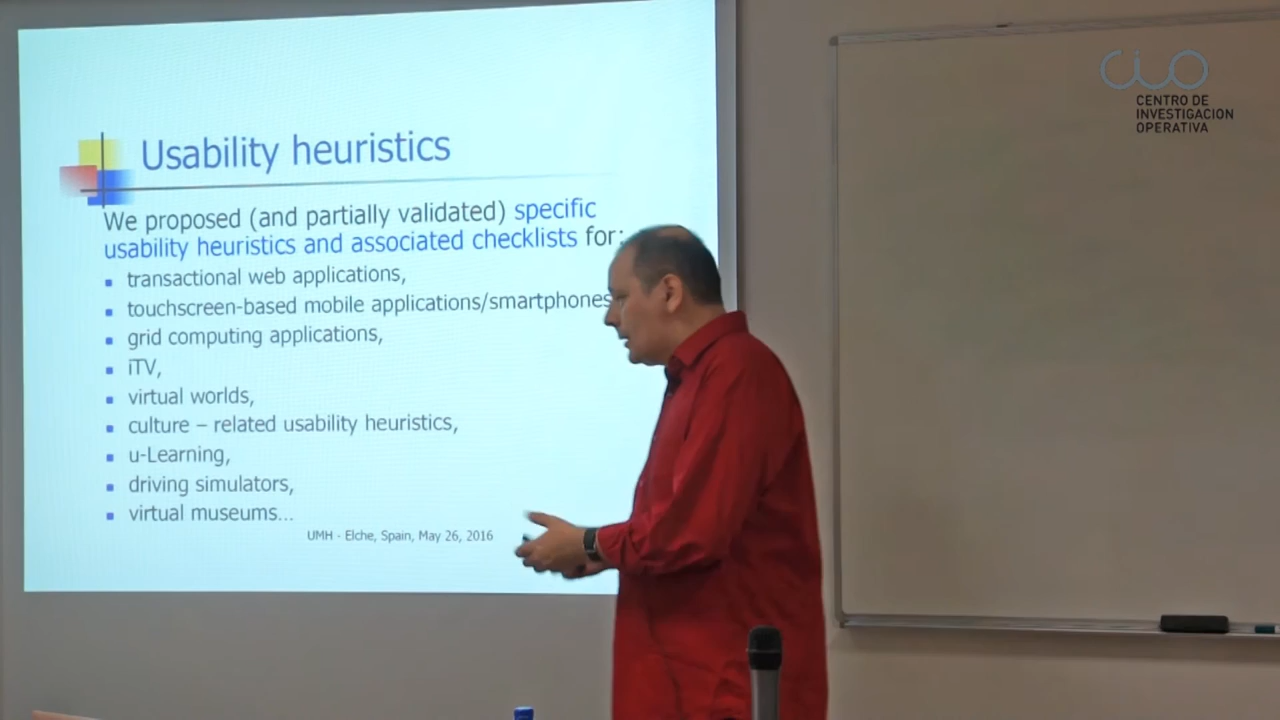 Usability heuristics
We proposed (and partially validated) specific
usability heuristics and associated checklists for:
transactional web applications,
touchscreen-based mobile applications/smartphones
grid computing applications,
iTV,
virtual worlds,
culture – related usability heuristics,
u-Learning,
driving simulators,
virtual museums...
UMH - Elche, Spain, May 26, 2016
CIO
CENTRO DE
INVESTIGACION
OPERATIVA